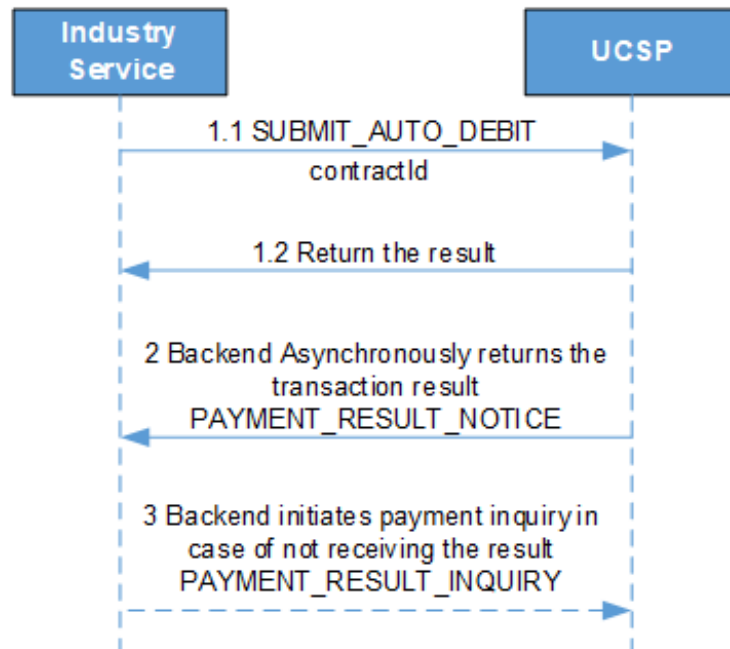 Industry
Service
UCSP
1.1 SUBMIT_AUTO_DEBIT
contractId
1.2 Return the result
2 Backend Asynchronously returns the
transaction result
PAYMENT_RESULT_NOTICE
3 Backend initiates payment inquiry in
case of not receiving the result
PAYMENT_RESULT_INQUIRY